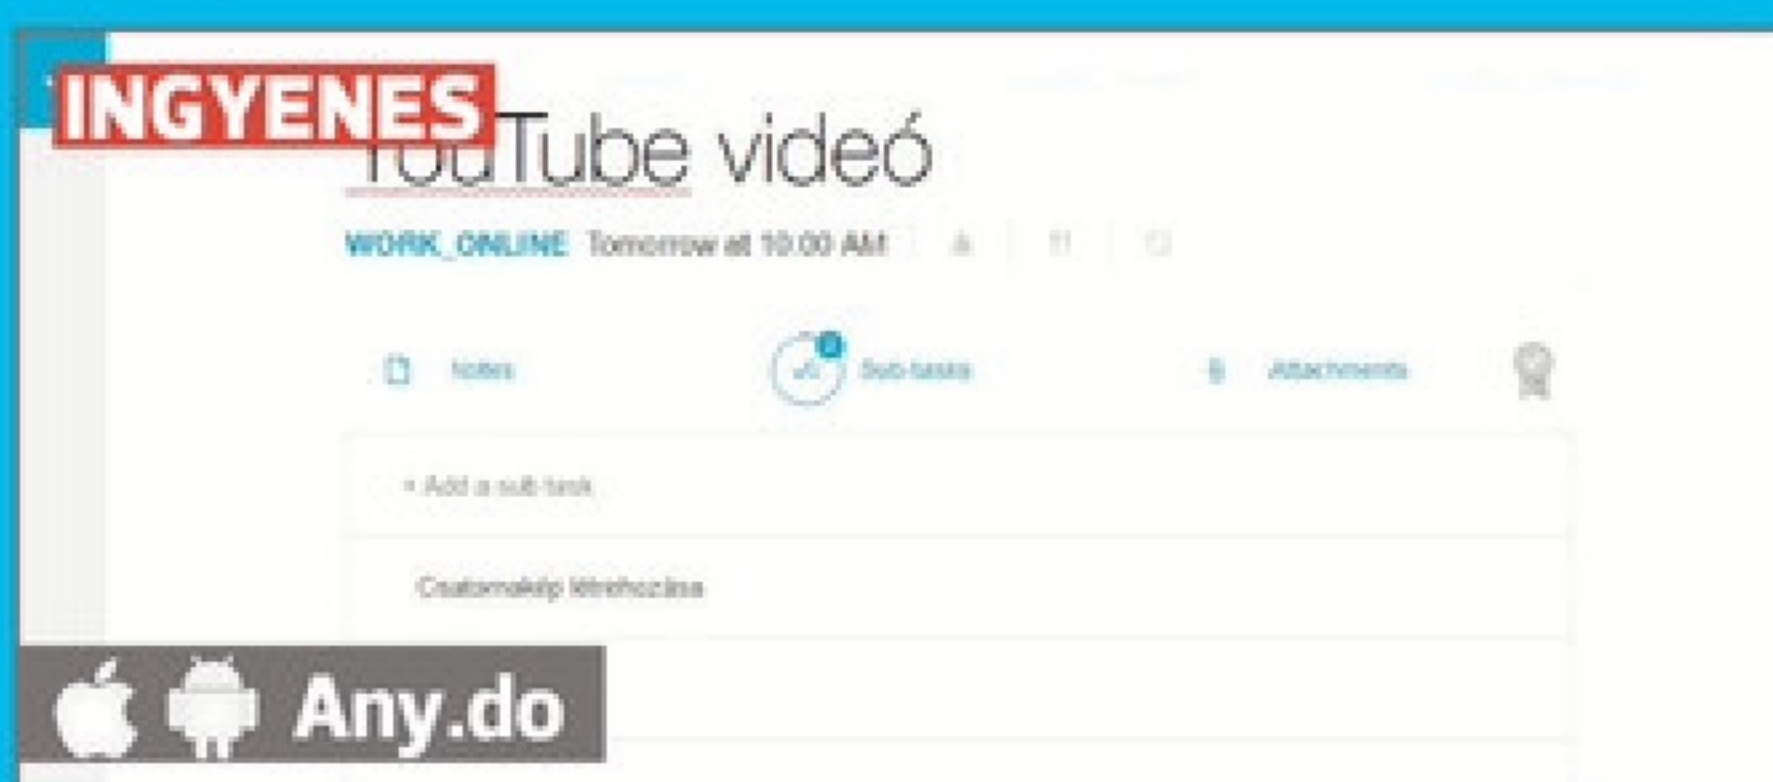 INGYENES
YouTube videó
WORK_ONLINE Tomorrow at 10:00 AM
Notes Sub-tasks Attachments
+ Add a sub-task
Csatornakép létrehozása
Any.do